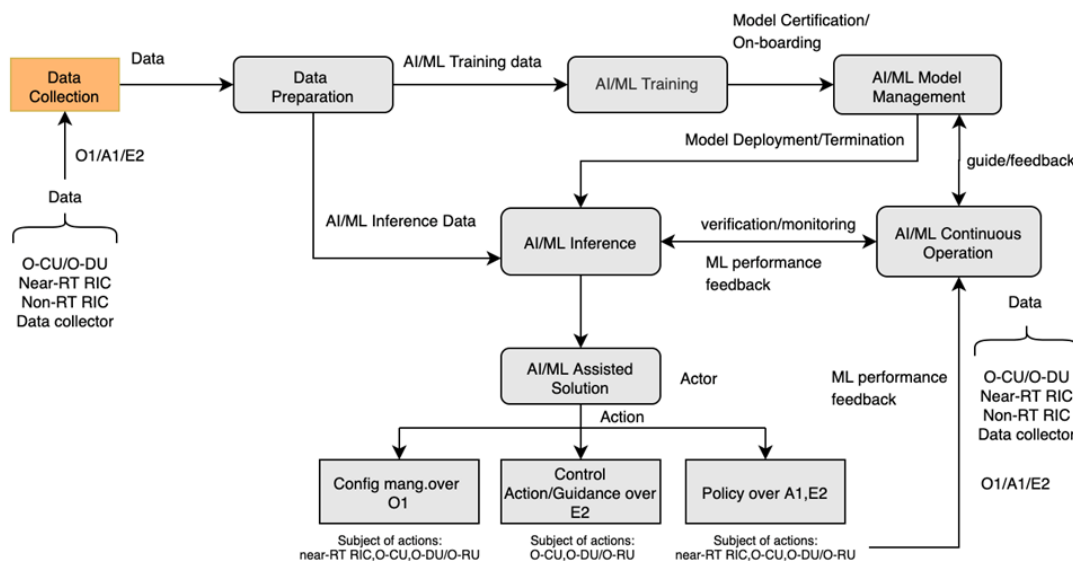 Model Certification/
On-boarding
Data
AI/ML Training data
Data
Collection
Data
Preparation
AI/ML Training
AI/ML Model
Management
O1/A1/E2
Model Deployment/Termination
guide/feedback
Data
AI/ML Inference Data
O-CU/O-DU
Near-RT RIC
Non-RT RIC
Data collector
AI/ML Inference
verification/monitoring
ML performance
feedback
AI/ML Continuous
Operation
Data
O-CU/O-DU
Near-RT RIC
Non-RT RIC
Data collector
O1/A1/E2
AI/ML Assisted
Solution
Actor
ML performance
feedback
Action
Config mang.over
O1
Control
Action/Guidance over
E2
Policy over A1,E2
Subject of actions:
near-RT RIC,O-CU,O-DU/O-RU
Subject of actions:
O-CU,O-DU/O-RU
Subject of actions:
near-RT RIC,O-CU,O-DU/O-RU